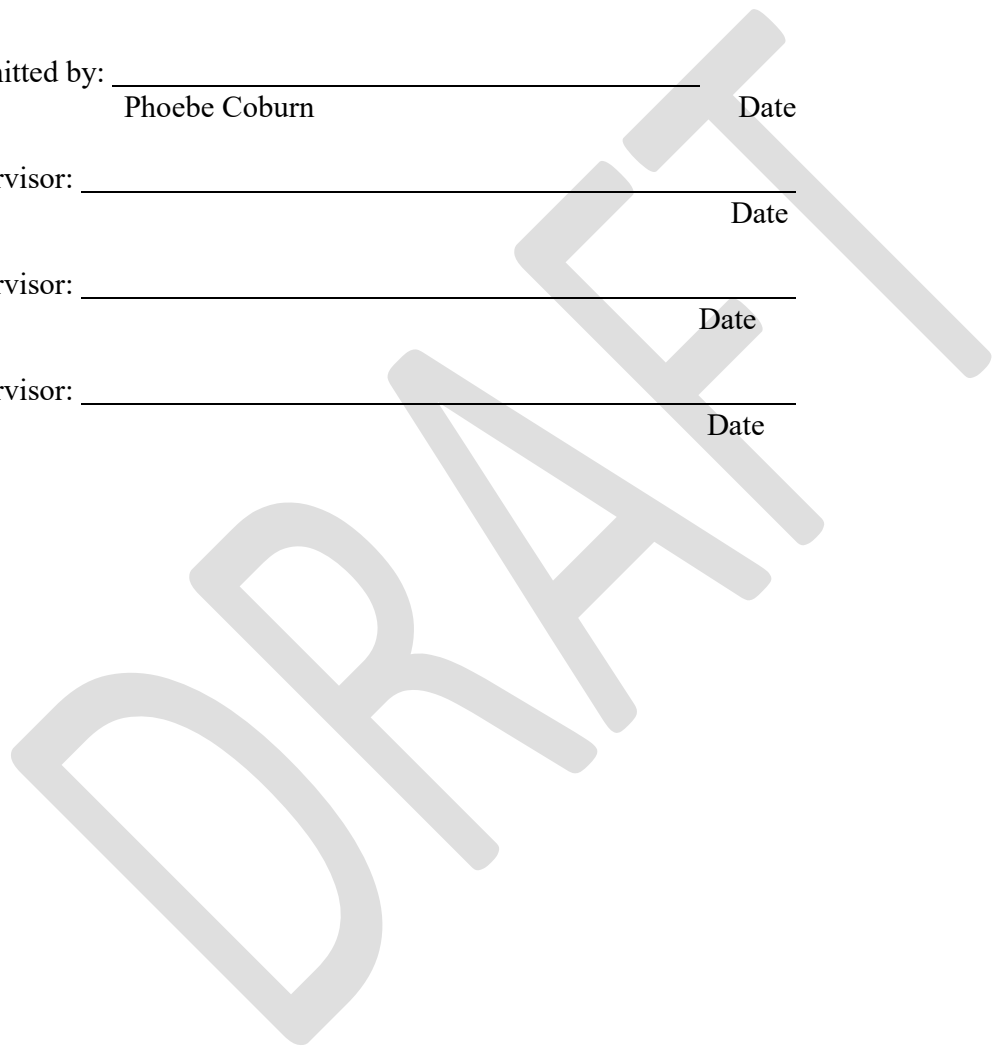 itted by:
Phoebe Coburn Date
rvisor:
Date
rvisor:
Date
rvisor:
Date
DRAFT